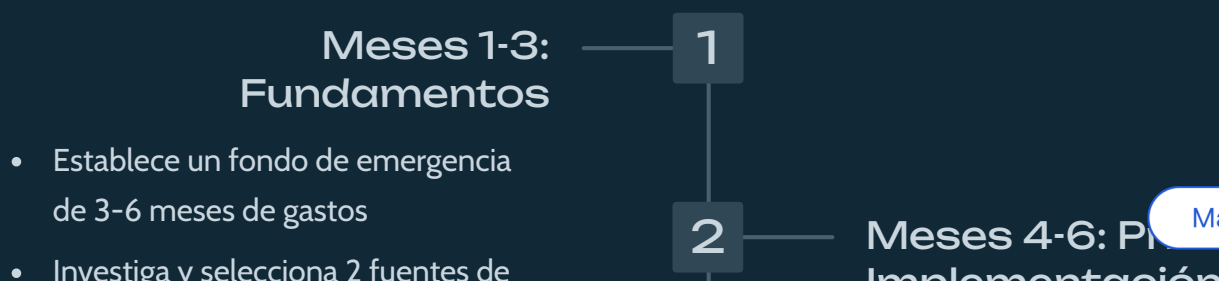 Meses 1-3:
Fundamentos
1
• Establece un fondo de emergencia
de 3-6 meses de gastos
• Investiga y selecciona 2 fuentes de
2
Meses 4-6:
Implementación